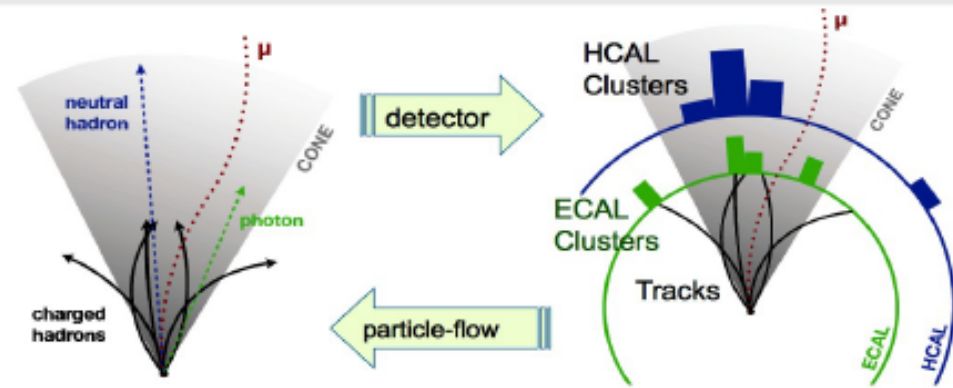 μ
neutral
hadron
CONE
photon
charged
hadrons
detector
particle-flow
μ
HCAL
Clusters
CONE
ECAL
Clusters
Tracks
ECAL
HCAL